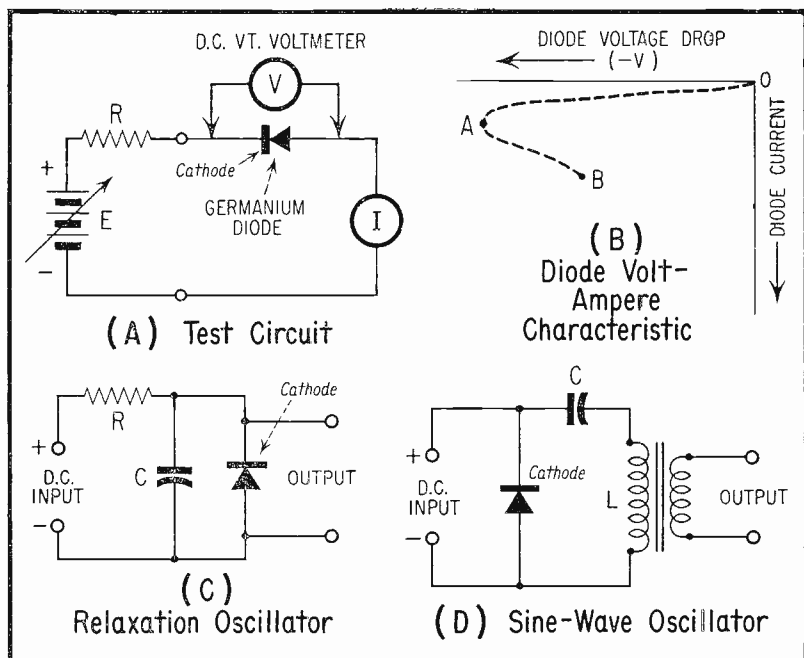 D.C. VT. VOLTMETER
V
R
Cathode
GERMANIUM
DIODE
+
E
-
I
(A) Test Circuit
DIODE VOLTAGE DROP
(-V)
O
A
B
DIODE CURRENT
(B)
Diode Volt-
Ampere
Characteristic
R
Cathode
+
D.C.
INPUT
-
C
OUTPUT
(C)
Relaxation Oscillator
C
+
D.C.
INPUT
-
Cathode
L
OUTPUT
(D) Sine-Wave Oscillator